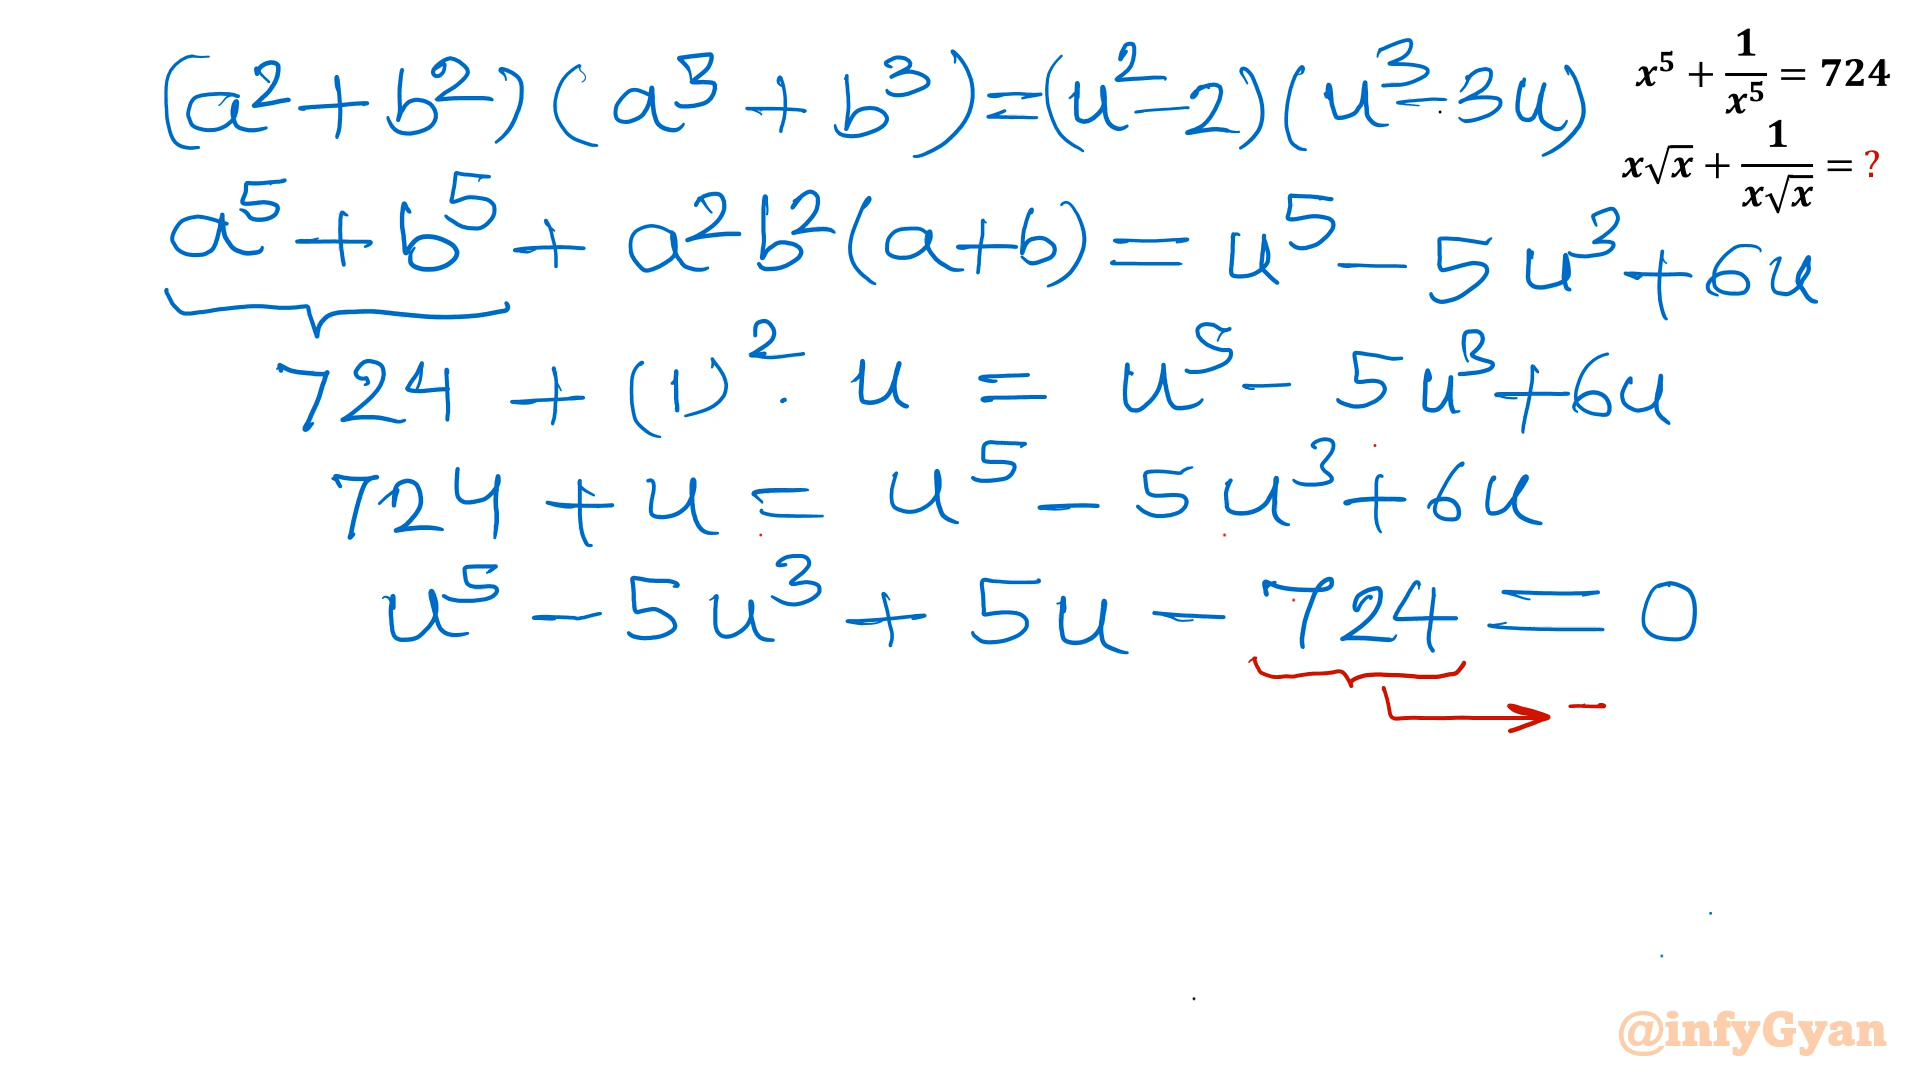 (a²+b²)(a³+b³)=(u²-2)(u³-3u)
x⁵ + 1/x⁵ = 724
x√x + 1/(x√x) = ?
a⁵+b⁵+a²b²(a+b)=u⁵-5u³+6u
724+(1)²·u = u⁵-5u³+6u
724+u=u⁵-5u³+6u
u⁵-5u³+5u-724=0
-
@infyGyan